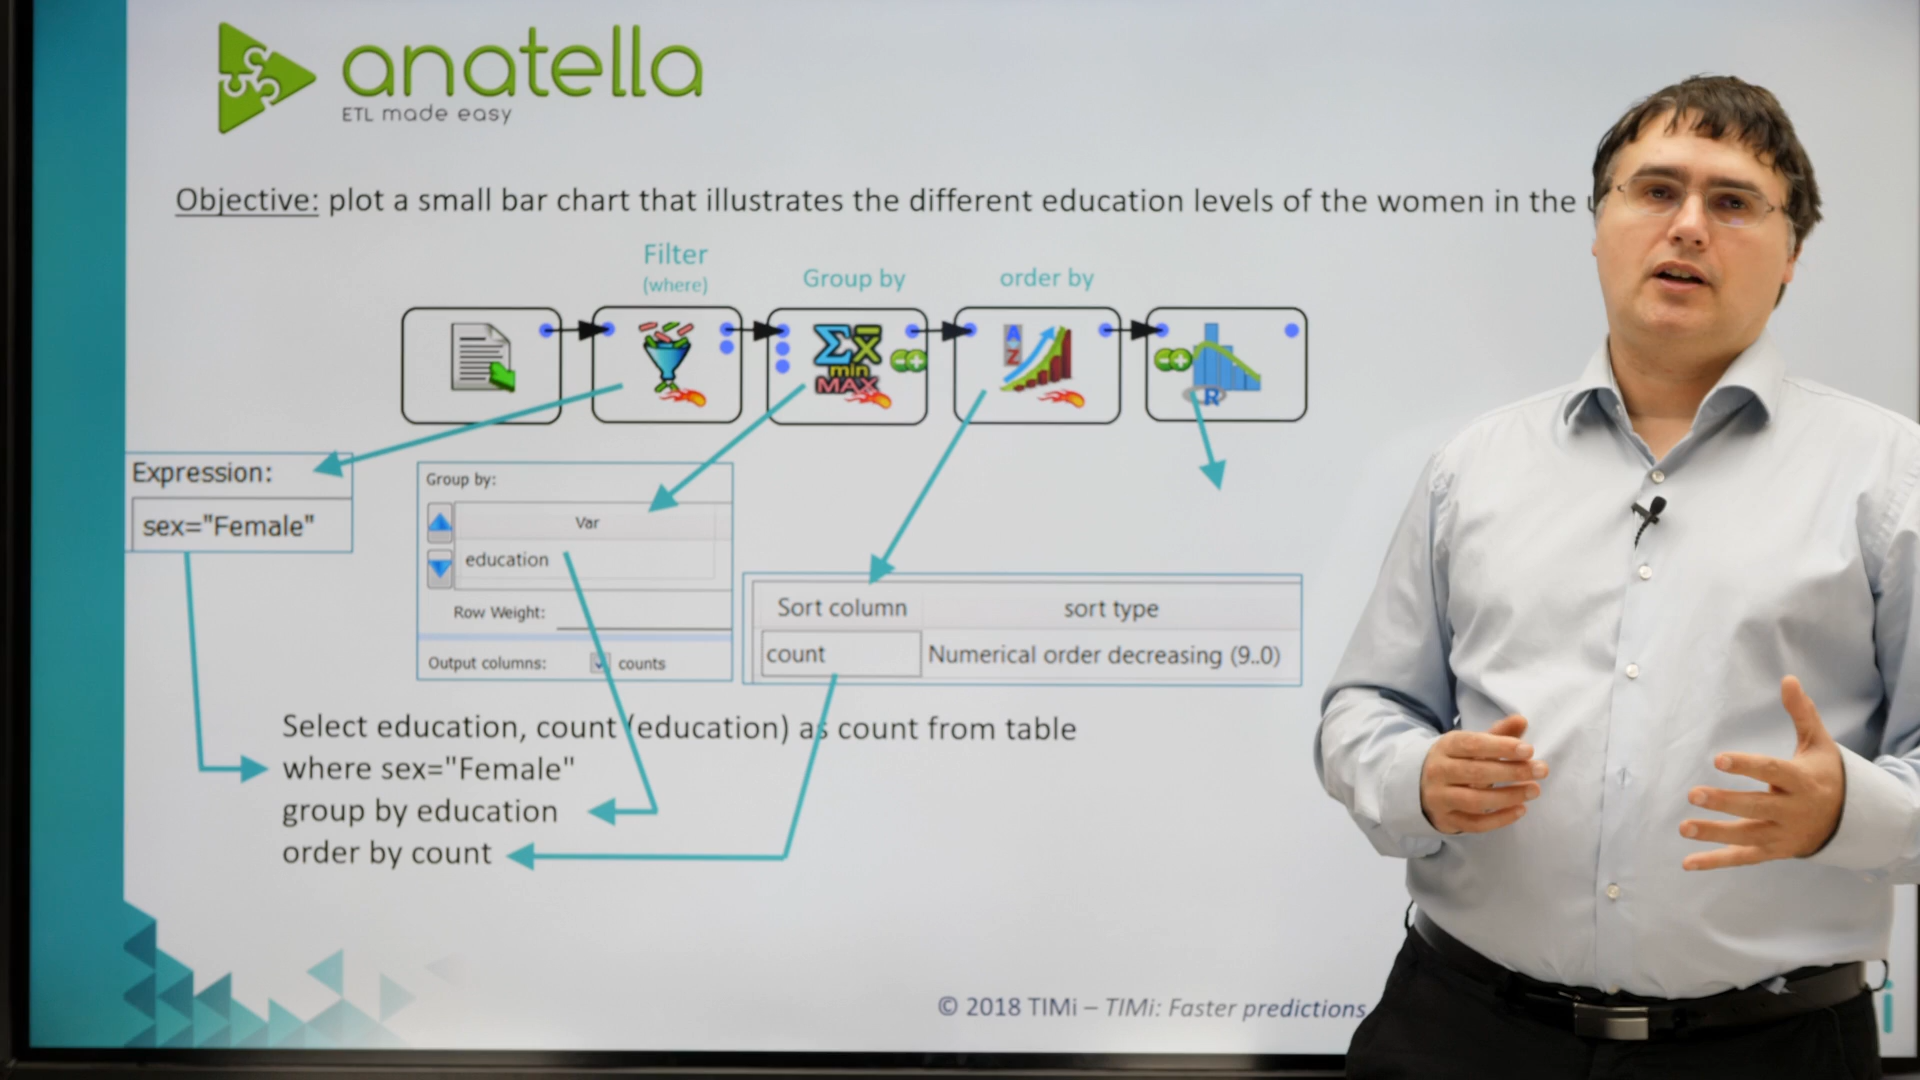 anatella
ETL made easy
Objective: plot a small bar chart that illustrates the different education levels of the women in the
Filter
(where)
Group by
order by
Σx
min
MAX
A
Z
R
Expression:
sex="Female"
Group by:
Var
education
Row Weight:
Output columns: counts
Sort column sort type
count Numerical order decreasing (9..0)
Select education, count (education) as count from table
where sex="Female"
group by education
order by count
© 2018 TIMi – TIMi: Faster predictions